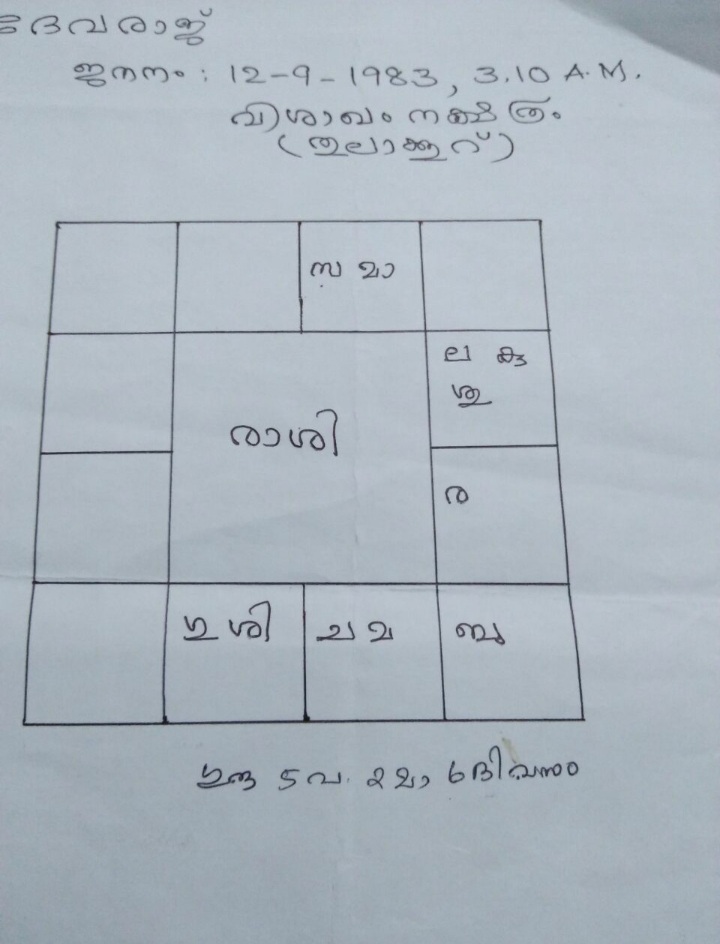 ദേവരാജ്
ജനനം: 12-9-1983, 3.10 A.M.
വിശാഖം നക്ഷത്രം
(തുലാക്കൂറ്)
സ മാ
ല കു
ശു
രാശി
ര
ഗു ശി
ച മ
ബു
ഗുരു 5 വ. 2 മാ, 6 ദിവസം